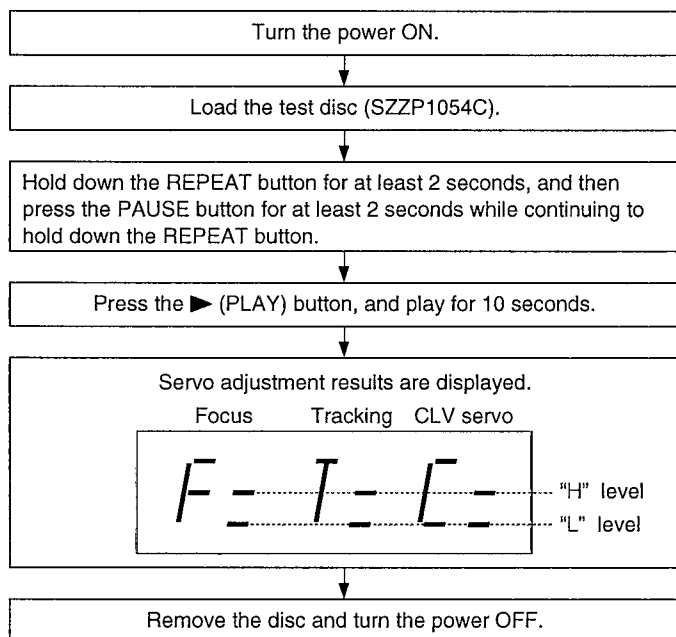 Turn the power ON.
Load the test disc (SZZP1054C).
Hold down the REPEAT button for at least 2 seconds, and then
press the PAUSE button for at least 2 seconds while continuing to
hold down the REPEAT button.
Press the ▶ (PLAY) button, and play for 10 seconds.
Servo adjustment results are displayed.
Focus Tracking CLV servo
F T C
“H” level
“L” level
Remove the disc and turn the power OFF.